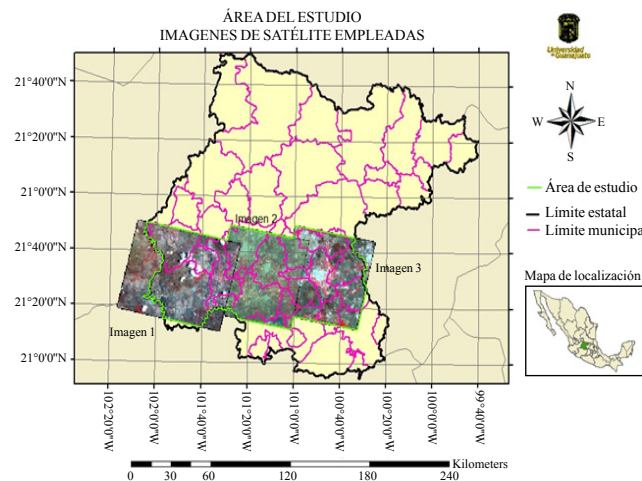 ÁREA DEL ESTUDIO
IMAGENES DE SATÉLITE EMPLEADAS
Universidad
de Guanajuato
21°40'0"N
21°20'0"N
21°0'0"N
21°40'0"N
21°20'0"N
21°0'0"N
Imagen 2
Imagen 3
Imagen 1
102°20'0"W
102°0'0"W
101°40'0"W
101°20'0"W
101°0'0"W
100°40'0"W
100°20'0"W
100°0'0"W
99°40'0"W
N
W
E
S
Área de estudio
Límite estatal
Límite municipa
Mapa de localización
Kilometers
0 15 30 60 120 180 240